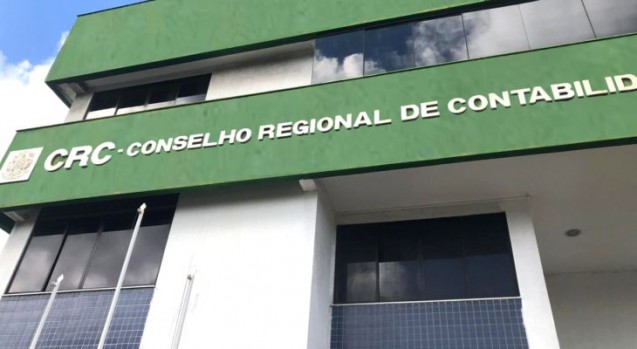 CRC - CONSELHO REGIONAL DE CONTABILID